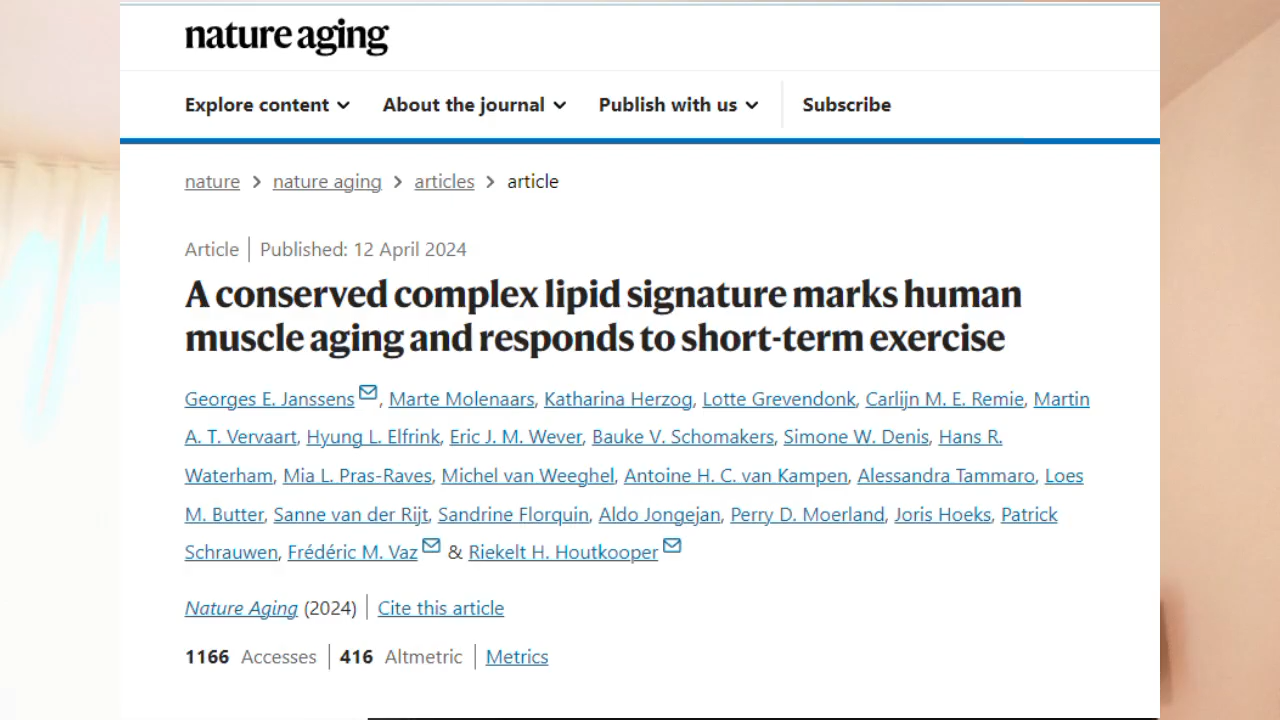 nature aging
Explore content About the journal Publish with us Subscribe
nature > nature aging > articles > article
Article | Published: 12 April 2024
A conserved complex lipid signature marks human
muscle aging and responds to short-term exercise
Georges E. Janssens, Marte Molenaars, Katharina Herzog, Lotte Grevendonk, Carlijn M. E. Remie, Martin
A. T. Vervaart, Hyung L. Elfrink, Eric J. M. Wever, Bauke V. Schomakers, Simone W. Denis, Hans R.
Waterham, Mia L. Pras-Raves, Michel van Weeghel, Antoine H. C. van Kampen, Alessandra Tammaro, Loes
M. Butter, Sanne van der Rijt, Sandrine Florquin, Aldo Jongejan, Perry D. Moerland, Joris Hoeks, Patrick
Schrauwen, Frédéric M. Vaz & Riekelt H. Houtkooper
Nature Aging (2024) | Cite this article
1166 Accesses | 416 Altmetric | Metrics